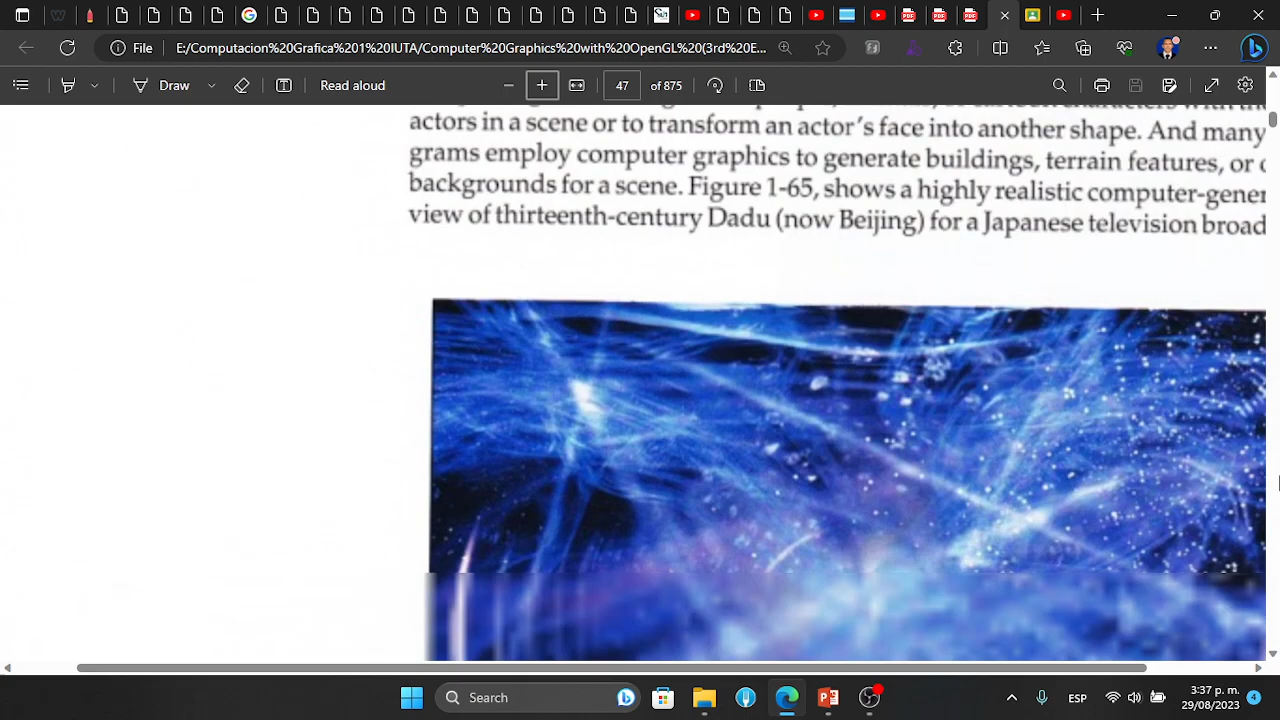 File
E:/Computacion%20Grafica%201%20IUTA/Computer%20Graphics%20with%20OpenGL%20(3rd%20E...
Draw
Read aloud
47
of 875
actors in a scene or to transform an actor's face into another shape. And many
grams employ computer graphics to generate buildings, terrain features, or
backgrounds for a scene. Figure 1-65, shows a highly realistic computer-gener
view of thirteenth-century Dadu (now Beijing) for a Japanese television broad
Search
ESP
3:37 p. m.
29/08/2023
4